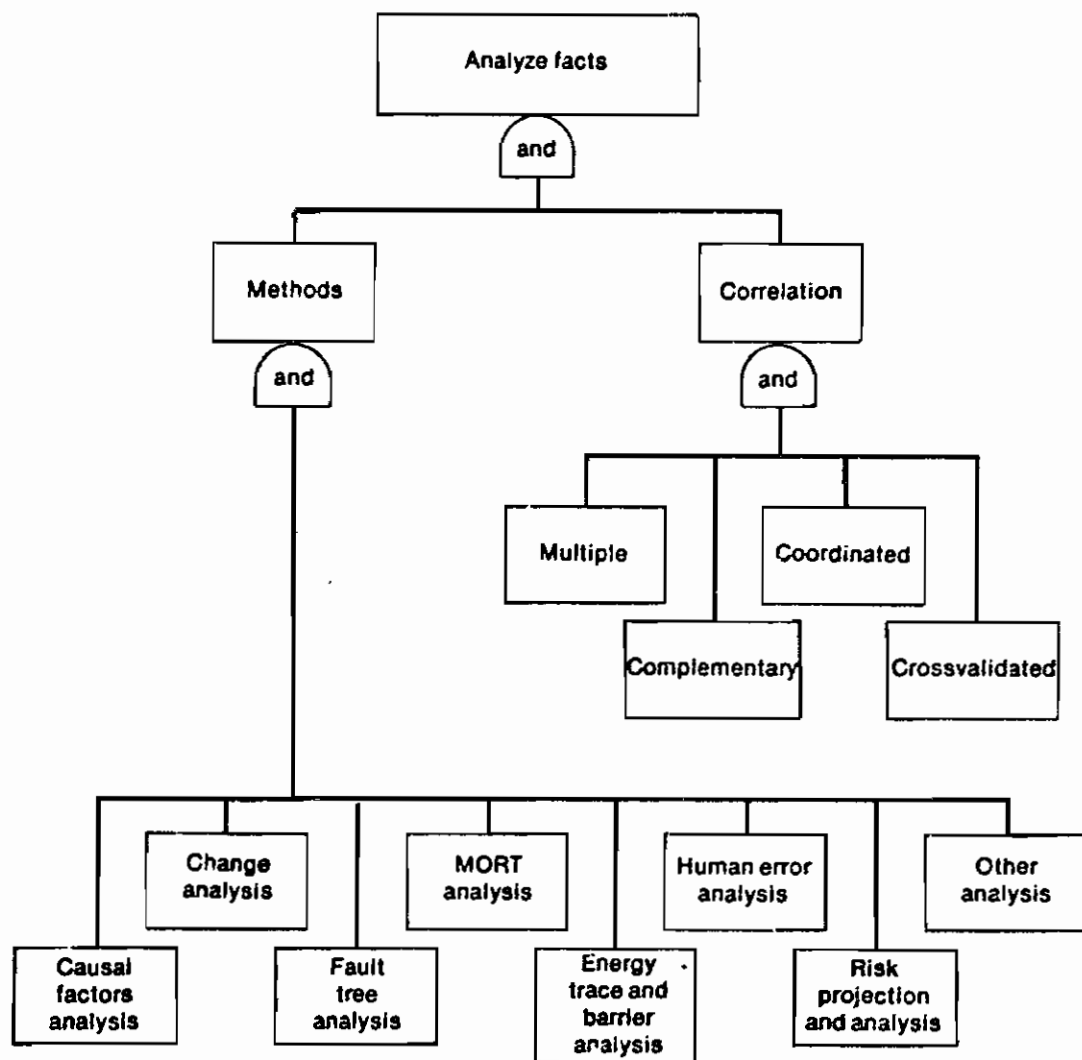 Analyze facts
and
Methods
Correlation
and
and
Multiple
Coordinated
Complementary
Crossvalidated
Change
analysis
MORT
analysis
Human error
analysis
Other
analysis
Causal
factors
analysis
Fault
tree
analysis
Energy
trace and
barrier
analysis
Risk
projection
and analysis